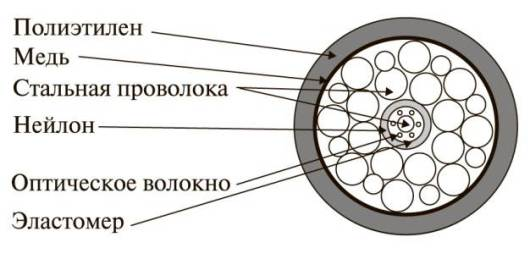 Полиэтилен
Медь
Стальная проволока
Нейлон
Оптическое волокно
Эластомер